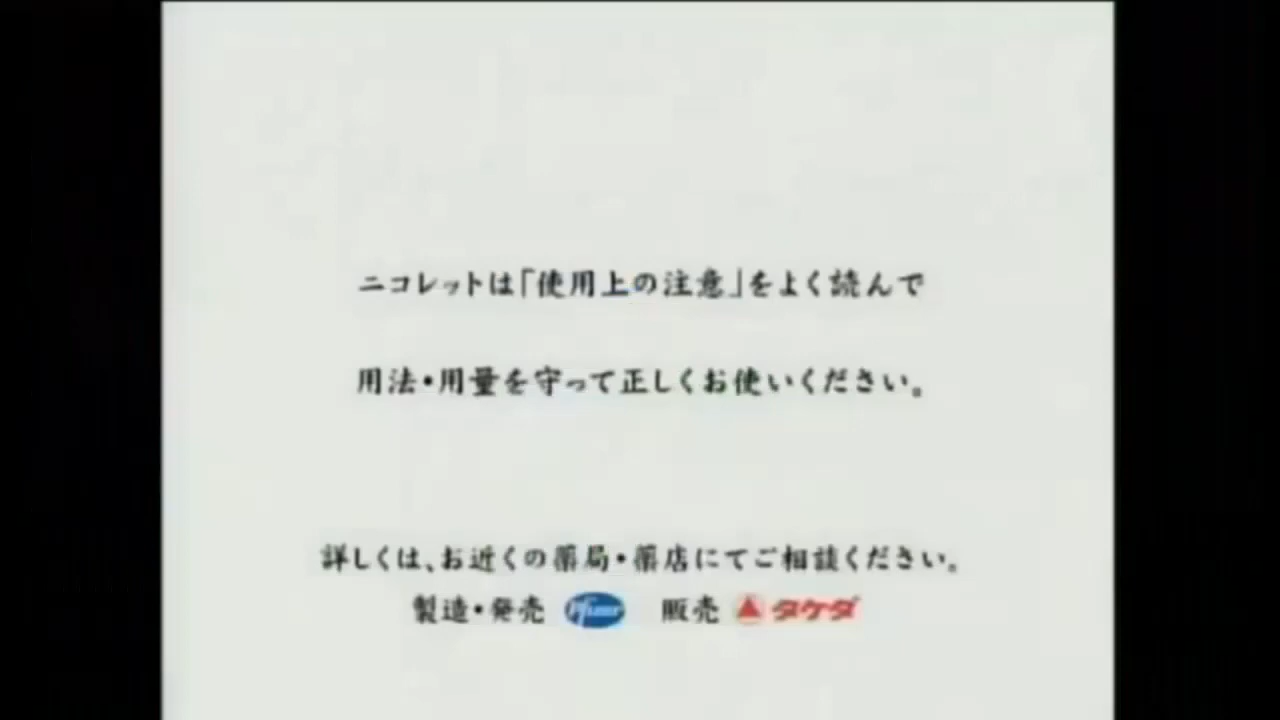 ニコレットは「使用上の注意」をよく読んで
用法・用量を守って正しくお使いください。
詳しくは、お近くの薬局・薬店にてご相談ください。
製造・発売 Pfizer 販売 タケダ